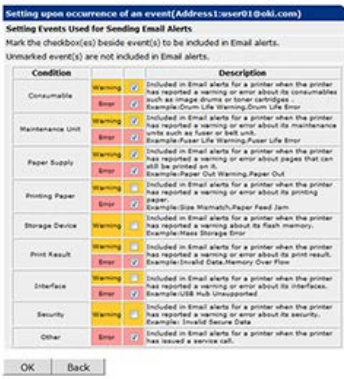 Setting upon occurrence of an event(Address1:user01@oki.com)
Setting Events Used for Sending Email Alerts
Mark the checkbox(es) beside event(s) to be included in Email alerts.
Unmarked event(s) are not included in Email alerts.
Condition Description
Consumable
Warning
Error
Included in Email alerts for a printer when the printer
has reported a warning or error about its consumables
such as image drums or toner cartridges .
Example:Drum Life Warning,Drum Life Error
Maintenance Unit
Warning
Error
Included in Email alerts for a printer when the printer
has reported a warning or error about its maintenance
units such as fuser or belt unit.
Example:Fuser Life Warning,Fuser Life Error
Paper Supply
Warning
Error
Included in Email alerts for a printer when the printer
has reported a warning or error about pages that can
still be printed on it.
Example:Paper Out Warning,Paper Out
Printing Paper
Warning
Error
Included in Email alerts for a printer when the printer
has reported a warning or error about its printing
paper.
Example:Size Mismatch,Paper Feed Jam
Storage Device
Warning
Included in Email alerts for a printer when the printer
has reported a warning about its flash memory.
Example:Mass Storage Error
Print Result
Warning
Error
Included in Email alerts for a printer when the printer
has reported a warning or error about its print result.
Example:Invalid Data,Memory Over Flow
Interface
Warning
Error
Included in Email alerts for a printer when the printer
has reported a warning or error about its interfaces.
Example:USB Hub Unsupported
Security
Warning
Included in Email alerts for a printer when the printer
has reported a warning or error about its security.
Example: Invalid Secure Data
Other
Error
Included in Email alerts for a printer when the printer
has issued a service call.
OK Back